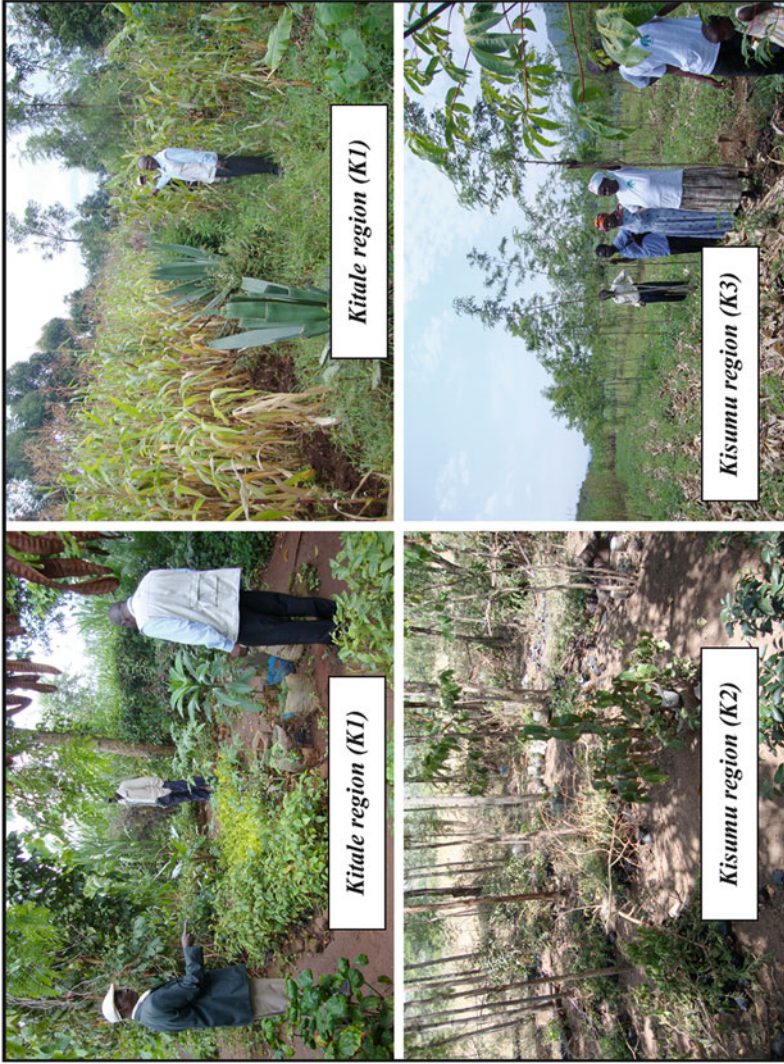 Kitale region (K1)
Kitale region (K1)
Kisumu region (K2)
Kisumu region (K3)